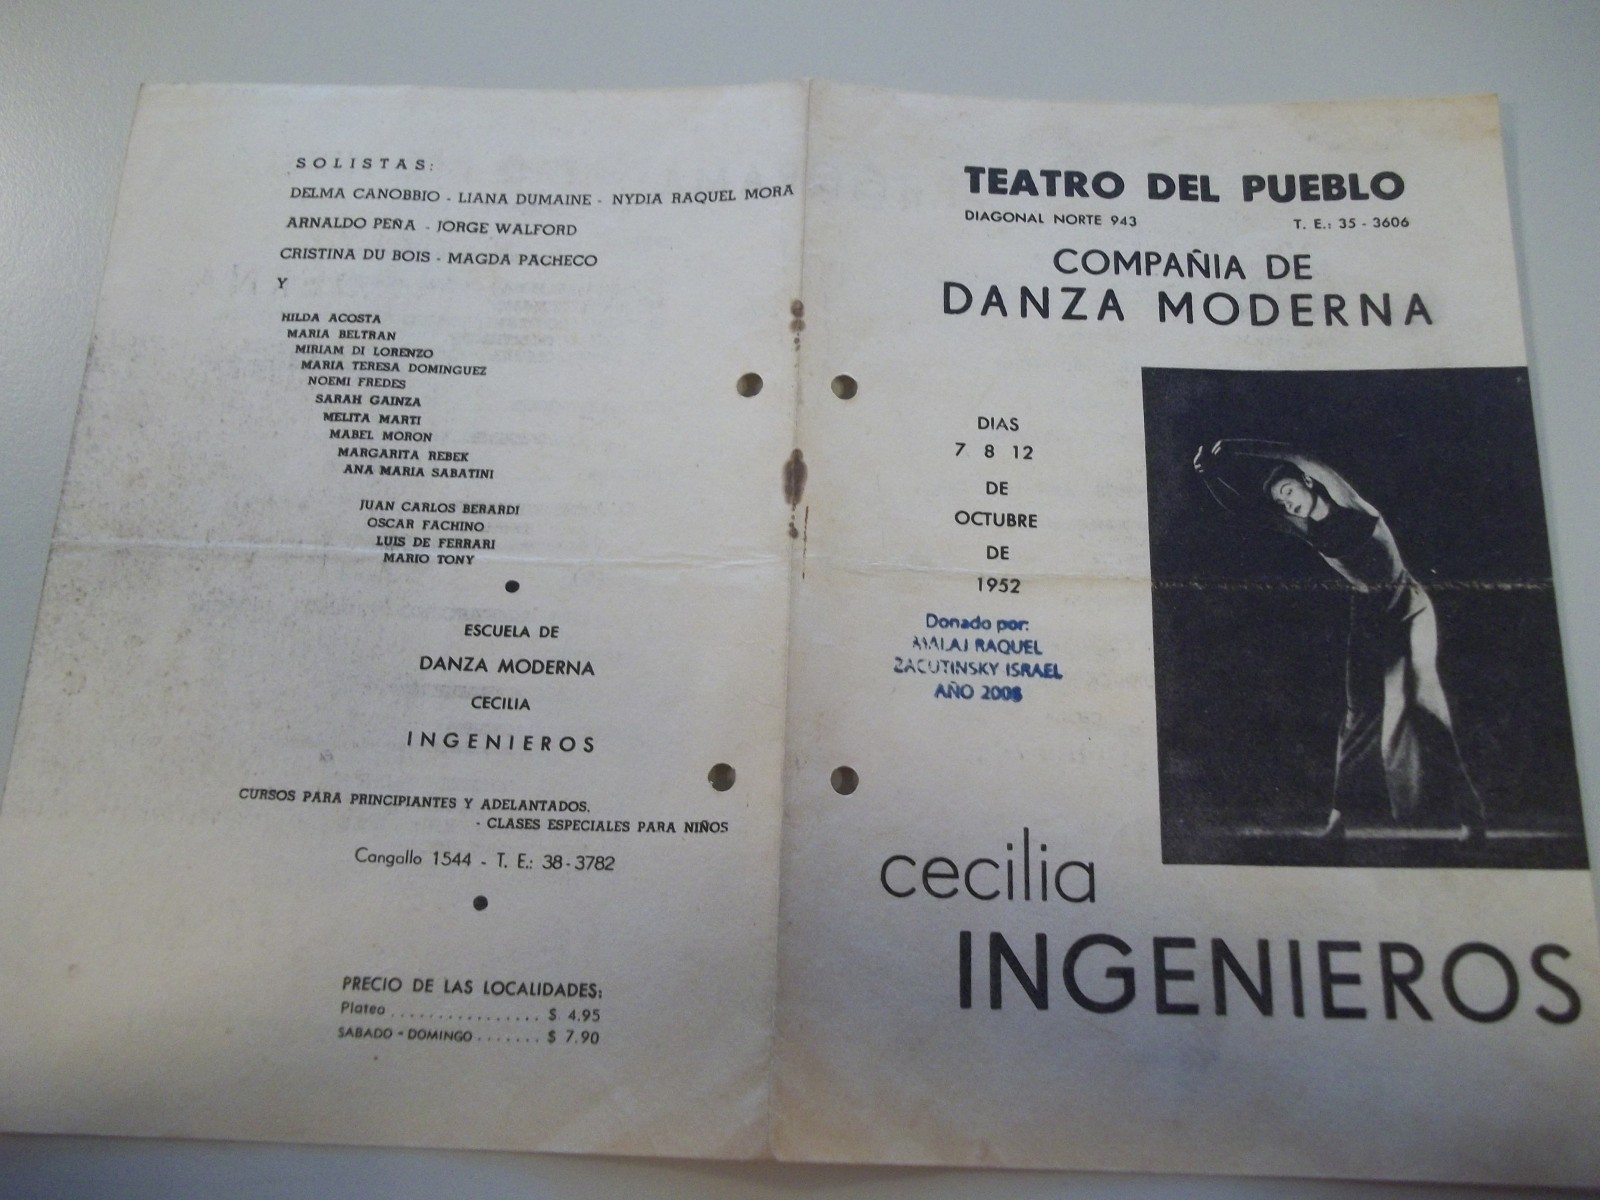 SOLISTAS:
DELMA CANOBBIO - LIANA DUMAINE - NYDIA RAQUEL MORA
ARNALDO PEÑA - JORGE WALFORD
CRISTINA DU BOIS - MAGDA PACHECO
Y
HILDA ACOSTA
MARIA BELTRAN
MIRIAM DI LORENZO
MARIA TERESA DOMINGUEZ
NOEMI FREDES
SARAH GAINZA
MELITA MARTI
MABEL MORON
MARGARITA REBEK
ANA MARIA SABATINI
JUAN CARLOS BERARDI
OSCAR FACHINO
LUIS DE FERRARI
MARIO TONY
ESCUELA DE
DANZA MODERNA
CECILIA
INGENIEROS
CURSOS PARA PRINCIPIANTES Y ADELANTADOS.
- CLASES ESPECIALES PARA NIÑOS
Cangallo 1544 - T. E.: 38-3782
PRECIO DE LAS LOCALIDADES:
Platea ................ $ 4.95
SABADO - DOMINGO ....... $ 7.90
TEATRO DEL PUEBLO
DIAGONAL NORTE 943 T. E.: 35 - 3606
COMPAÑIA DE
DANZA MODERNA
DIAS
7 8 12
DE
OCTUBRE
DE
1952
Donado por:
RAQUEL
ZACUTINSKY ISRAEL
AÑO 2008
cecilia
INGENIEROS